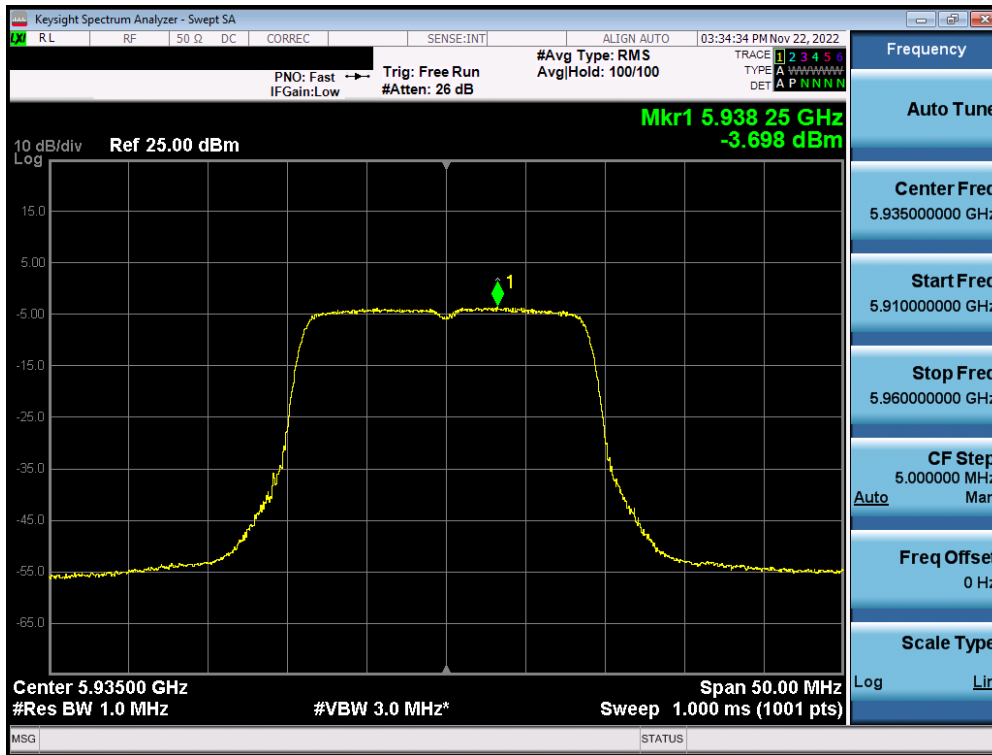 Keysight Spectrum Analyzer - Swept SA
LXI RL RF 50 Ω DC CORREC SENSE:INT ALIGN AUTO 03:34:34 PM Nov 22, 2022
PNO: Fast
IFGain:Low
Trig: Free Run
#Atten: 26 dB
#Avg Type: RMS
Avg|Hold: 100/100
TRACE 1 2 3 4 5 6
TYPE A WWWWW
DET A P N N N N
Mkr1 5.938 25 GHz
-3.698 dBm
10 dB/div Ref 25.00 dBm
Log
15.0
5.00
-5.00
-15.0
-25.0
-35.0
-45.0
-55.0
-65.0
1
Center 5.93500 GHz
Span 50.00 MHz
#Res BW 1.0 MHz
#VBW 3.0 MHz*
Sweep 1.000 ms (1001 pts)
MSG
STATUS
Frequency
Auto Tune
Center Freq
5.935000000 GHz
Start Freq
5.910000000 GHz
Stop Freq
5.960000000 GHz
CF Step
5.000000 MHz
Auto Man
Freq Offset
0 Hz
Scale Type
Log Lin